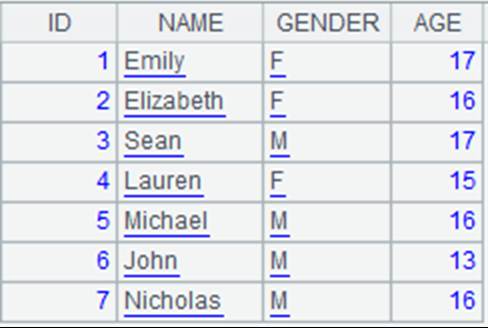 ID NAME GENDER AGE
1 Emily F 17
2 Elizabeth F 16
3 Sean M 17
4 Lauren F 15
5 Michael M 16
6 John M 13
7 Nicholas M 16